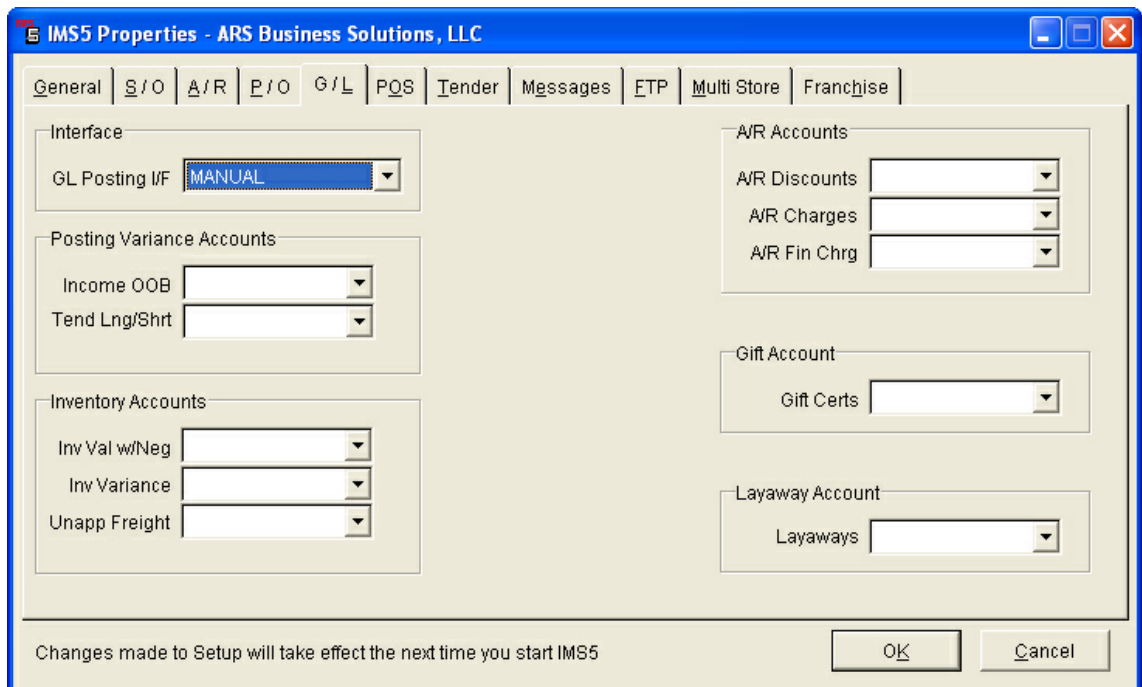 IMS5 Properties - ARS Business Solutions, LLC
General S/O A/R P/O G/L POS Tender Messages FTP Multi Store Franchise
Interface
GL Posting I/F MANUAL
Posting Variance Accounts
Income OOB
Tend Lng/Shrt
Inventory Accounts
Inv Val w/Neg
Inv Variance
Unapp Freight
A/R Accounts
A/R Discounts
A/R Charges
A/R Fin Chrg
Gift Account
Gift Certs
Layaway Account
Layaways
Changes made to Setup will take effect the next time you start IMS5
OK Cancel